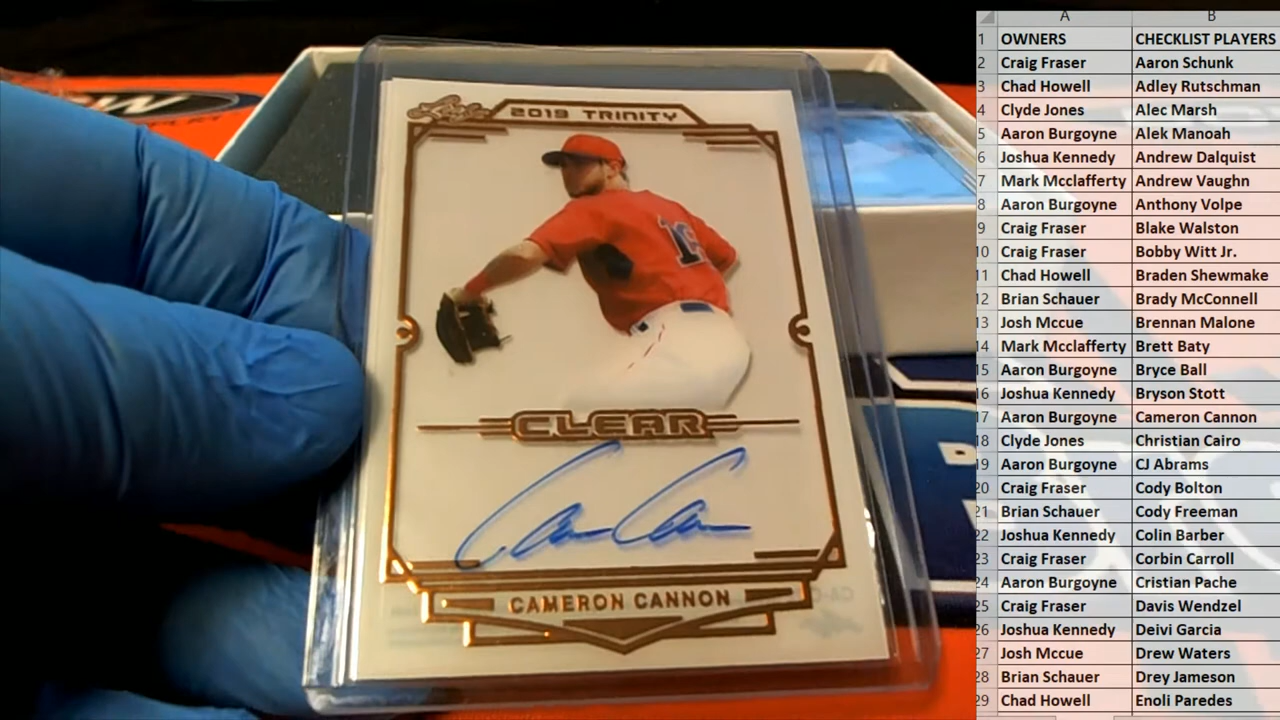 2019 TRINITY
Leaf
16
CLEAR
CAMERON CANNON
A B
1 OWNERS CHECKLIST PLAYERS
2 Craig Fraser Aaron Schunk
3 Chad Howell Adley Rutschman
4 Clyde Jones Alec Marsh
5 Aaron Burgoyne Alek Manoah
6 Joshua Kennedy Andrew Dalquist
7 Mark Mcclafferty Andrew Vaughn
8 Aaron Burgoyne Anthony Volpe
9 Craig Fraser Blake Walston
10 Craig Fraser Bobby Witt Jr.
11 Chad Howell Braden Shewmake
12 Brian Schauer Brady McConnell
13 Josh Mccue Brennan Malone
14 Mark Mcclafferty Brett Baty
15 Aaron Burgoyne Bryce Ball
16 Joshua Kennedy Bryson Stott
17 Aaron Burgoyne Cameron Cannon
18 Clyde Jones Christian Cairo
19 Aaron Burgoyne CJ Abrams
20 Craig Fraser Cody Bolton
21 Brian Schauer Cody Freeman
22 Joshua Kennedy Colin Barber
23 Craig Fraser Corbin Carroll
24 Aaron Burgoyne Cristian Pache
25 Craig Fraser Davis Wendzel
26 Joshua Kennedy Deivi Garcia
27 Josh Mccue Drew Waters
28 Brian Schauer Drey Jameson
29 Chad Howell Enoli Paredes